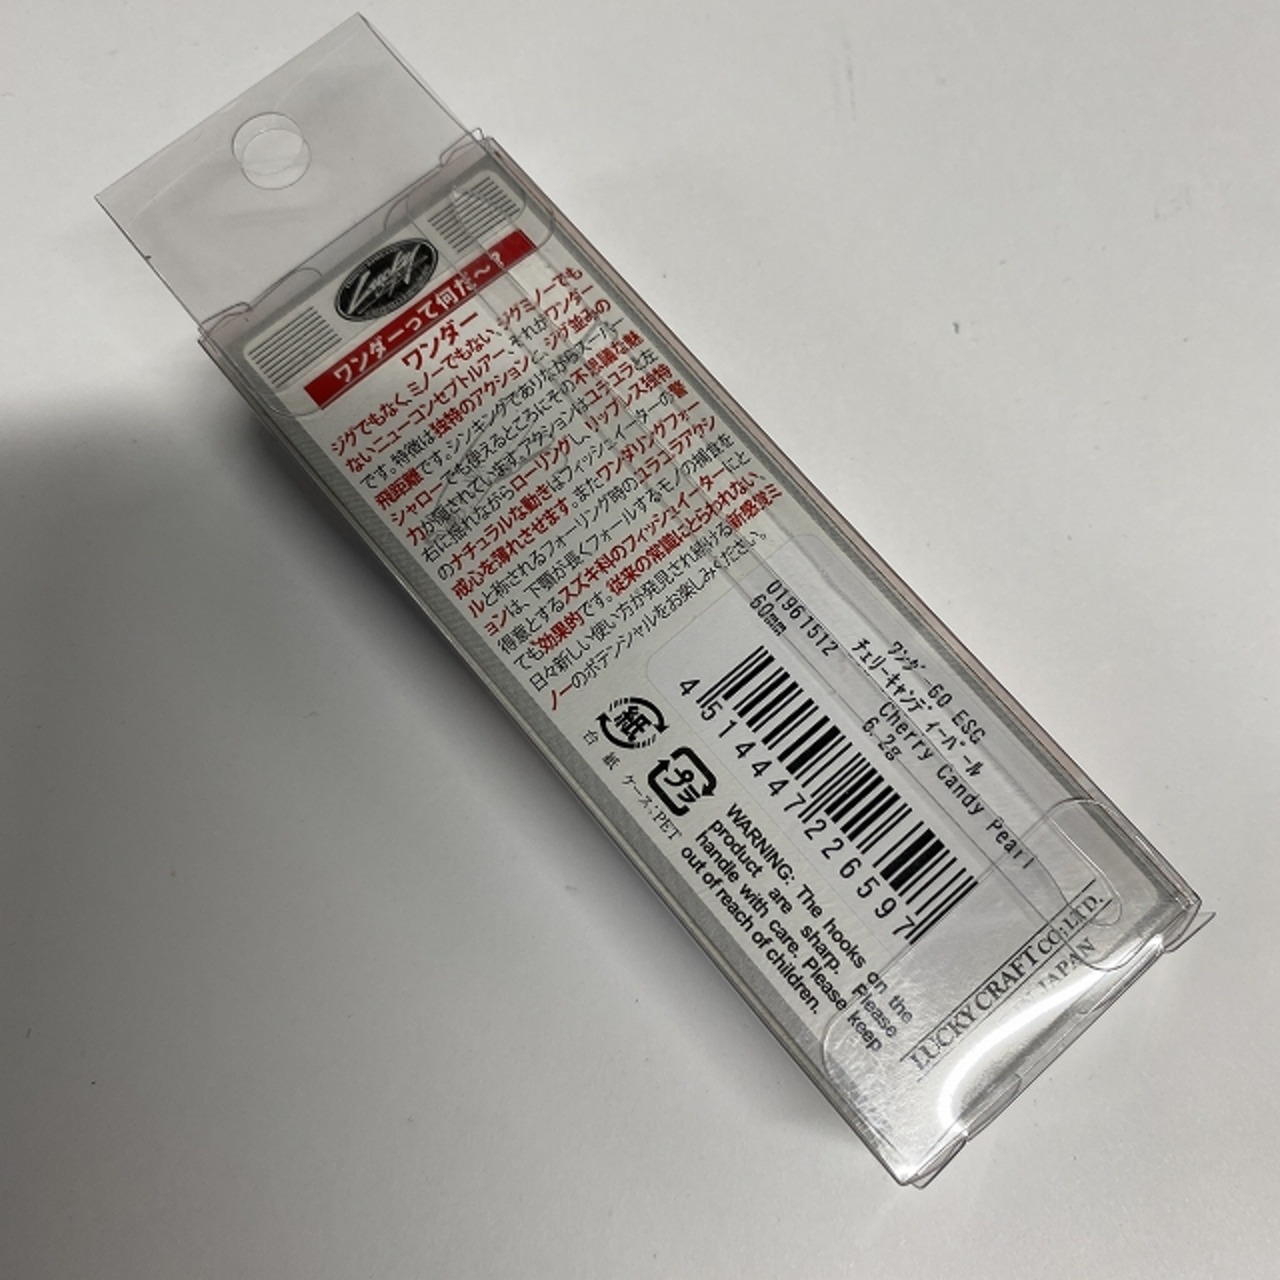 Lucky
ワンダーって何だ〜?
ワンダー
ジグでもなく、ミノーでもない、ジグミノーでも
ないニューコンセプトルアー、それがワンダー
です。特徴は独特のアクションと、ジグ並みの
飛距離です。シンキングでありながらスーパー
シャローでも使えるところにその不思議な魅
力が隠されています。アクションはユラユラと左
右に揺れながらローリングし、リップレス独特
のナチュラルな動きはフィッシュイーターの警
戒心を薄れさせます。またワンダリングフォー
ルと称されるフォーリング時のユラユラアクシ
ョンは、下顎が長くフォールするモノの捕食を
得意とするスズキ科のフィッシュイーターにと
ても効果的です。従来の常識にとらわれない、
日々新しい使い方が発見され続ける新感覚ミ
ノーのポテンシャルをお楽しみください。
01961512 ワンダー60 ESG
60mm チェリーキャンディーパール
Cherry Candy Pearl
6.2g
4 514447 226597
紙
台 紙
プラ
ケース:PET
WARNING: The hooks on the
product are sharp. Please
handle with care. Please keep
out of reach of children.
LUCKY CRAFT CO.,LTD.
JAPAN